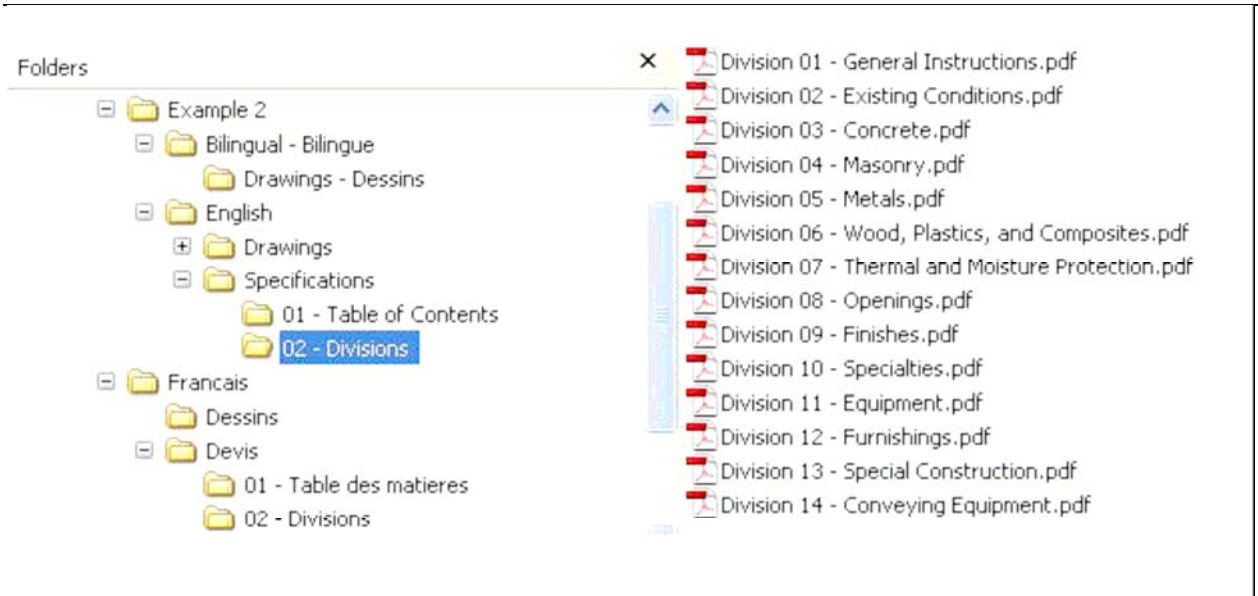 Folders
Example 2
Bilingual - Bilingue
Drawings - Dessins
English
Drawings
Specifications
01 - Table of Contents
02 - Divisions
Francais
Dessins
Devis
01 - Table des matieres
02 - Divisions
Division 01 - General Instructions.pdf
Division 02 - Existing Conditions.pdf
Division 03 - Concrete.pdf
Division 04 - Masonry.pdf
Division 05 - Metals.pdf
Division 06 - Wood, Plastics, and Composites.pdf
Division 07 - Thermal and Moisture Protection.pdf
Division 08 - Openings.pdf
Division 09 - Finishes.pdf
Division 10 - Specialties.pdf
Division 11 - Equipment.pdf
Division 12 - Furnishings.pdf
Division 13 - Special Construction.pdf
Division 14 - Conveying Equipment.pdf